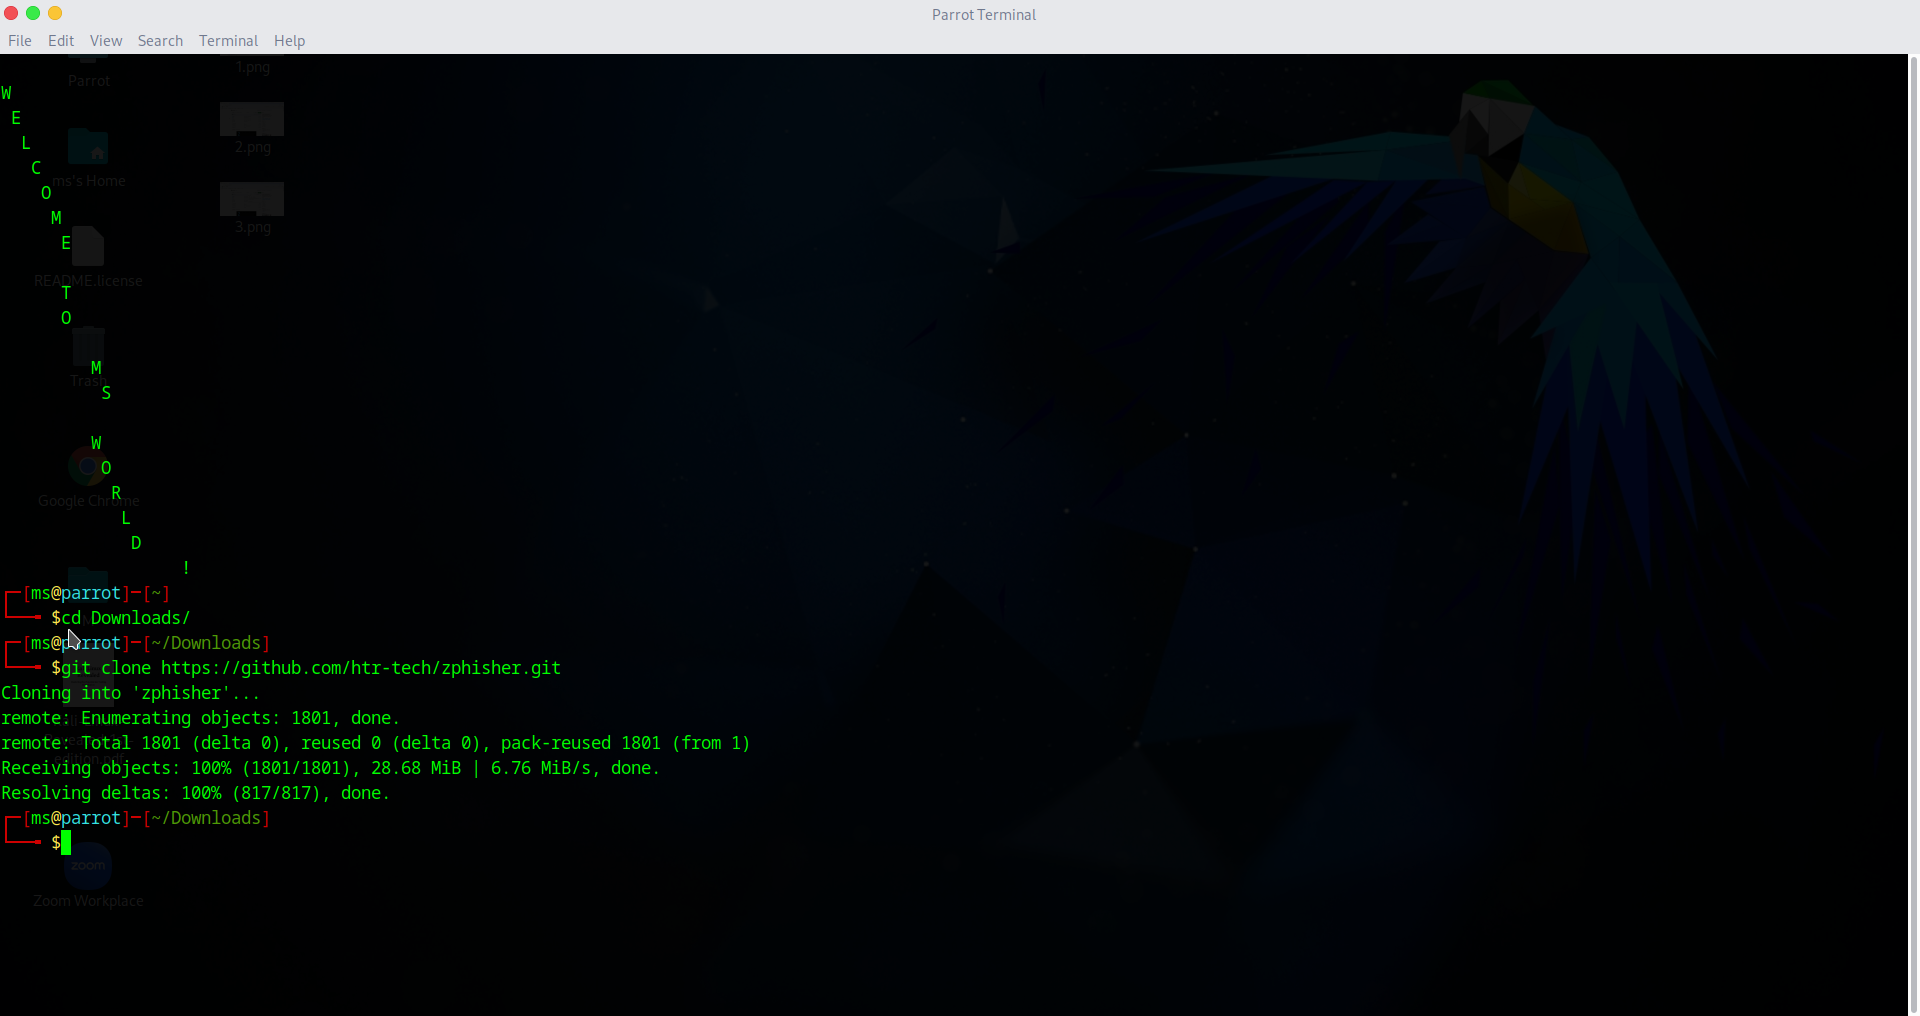 Parrot Terminal
File Edit View Search Terminal Help
1.png
Parrot
2.png
ms's Home
3.png
README.license
Trash
Google Chrome
W
E
L
C
O
M
E
T
O
M
S
W
O
R
L
D
!
[ms@parrot]─[~]
$cd Downloads/
[ms@parrot]─[~/Downloads]
$git clone https://github.com/htr-tech/zphisher.git
Cloning into 'zphisher'...
remote: Enumerating objects: 1801, done.
remote: Total 1801 (delta 0), reused 0 (delta 0), pack-reused 1801 (from 1)
Receiving objects: 100% (1801/1801), 28.68 MiB | 6.76 MiB/s, done.
Resolving deltas: 100% (817/817), done.
[ms@parrot]─[~/Downloads]
$
zoom
Zoom Workplace